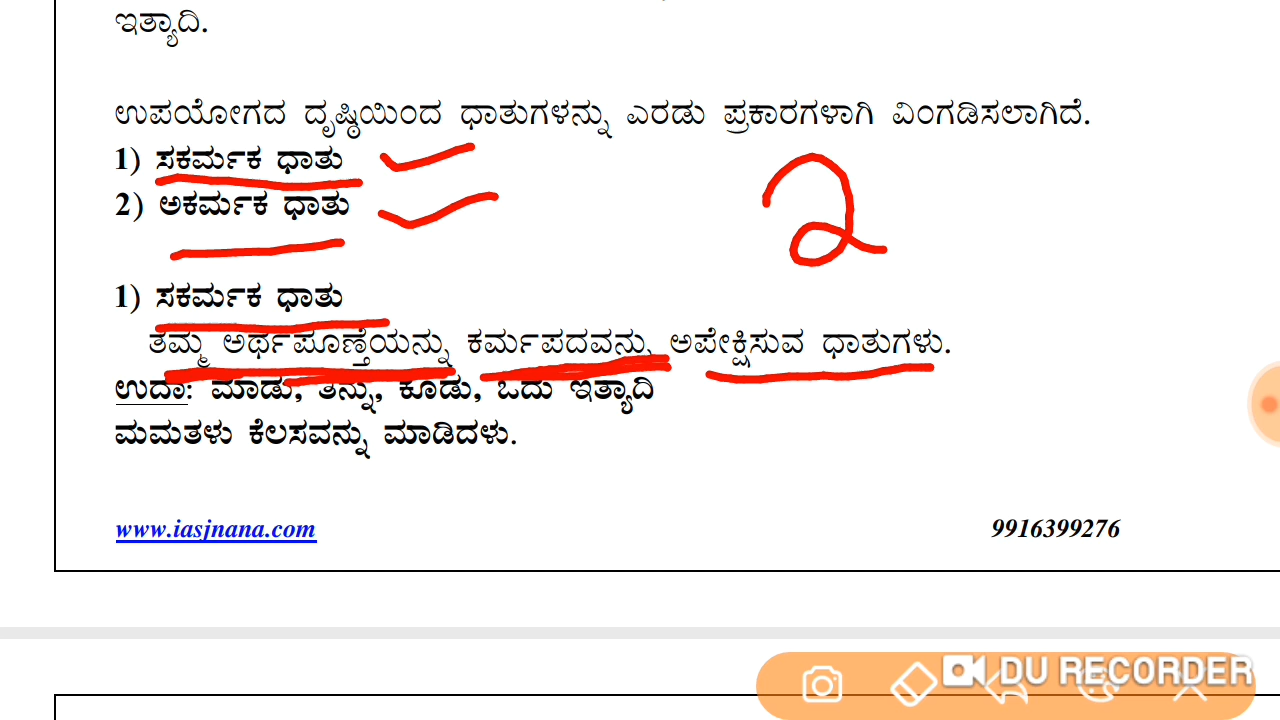 ಇತ್ಯಾದಿ.
ಉಪಯೋಗದ ದೃಷ್ಠಿಯಿಂದ ಧಾತುಗಳನ್ನು ಎರಡು ಪ್ರಕಾರಗಳಾಗಿ ವಿಂಗಡಿಸಲಾಗಿದೆ.
1) ಸಕರ್ಮಕ ಧಾತು
2) ಅಕರ್ಮಕ ಧಾತು
2
1) ಸಕರ್ಮಕ ಧಾತು
ತಮ್ಮ ಅರ್ಥಪೂರ್ಣತೆಯನ್ನು ಕರ್ಮಪದವನ್ನು ಅಪೇಕ್ಷಿಸುವ ಧಾತುಗಳು.
ಉದಾ: ಮಾಡು, ತಿನ್ನು, ಕೂಡು, ಓದು ಇತ್ಯಾದಿ
ಮಮತಳು ಕೆಲಸವನ್ನು ಮಾಡಿದಳು.
www.iasjnana.com 9916399276
DU RECORDER